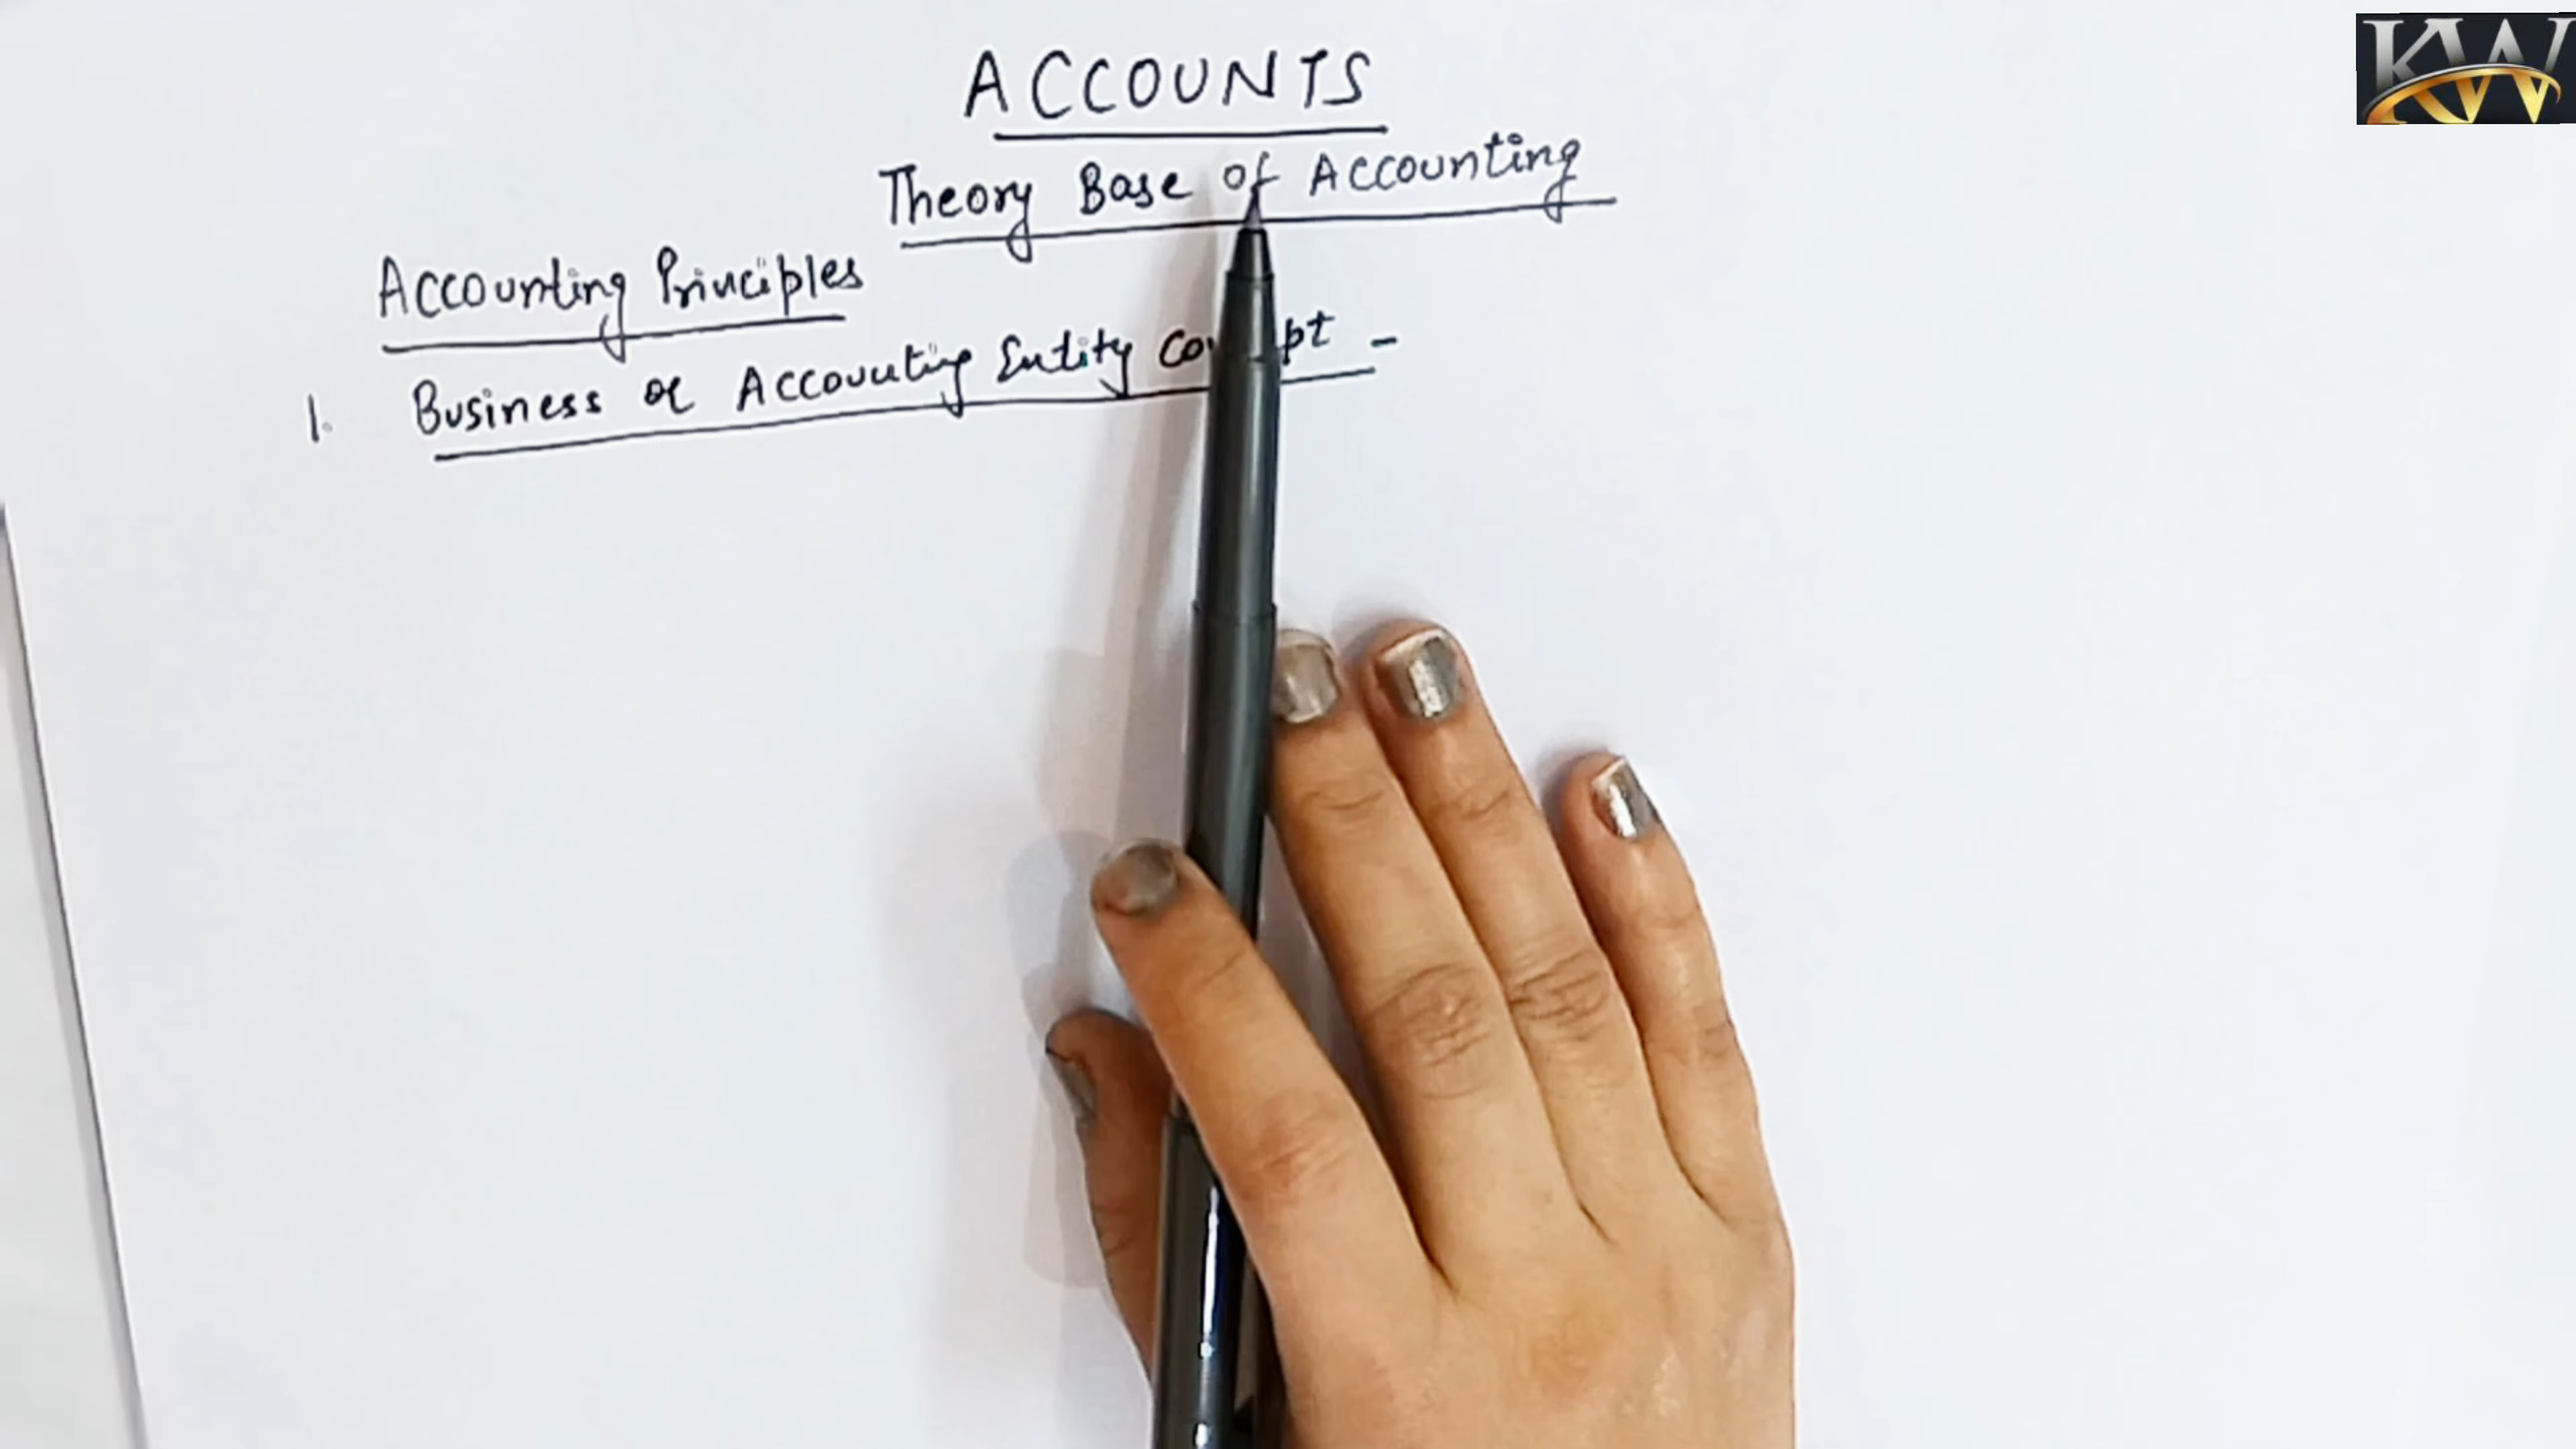 ACCOUNTS
KW
Theory Base of Accounting
Accounting Principles
1. Business or Accounting Entity -